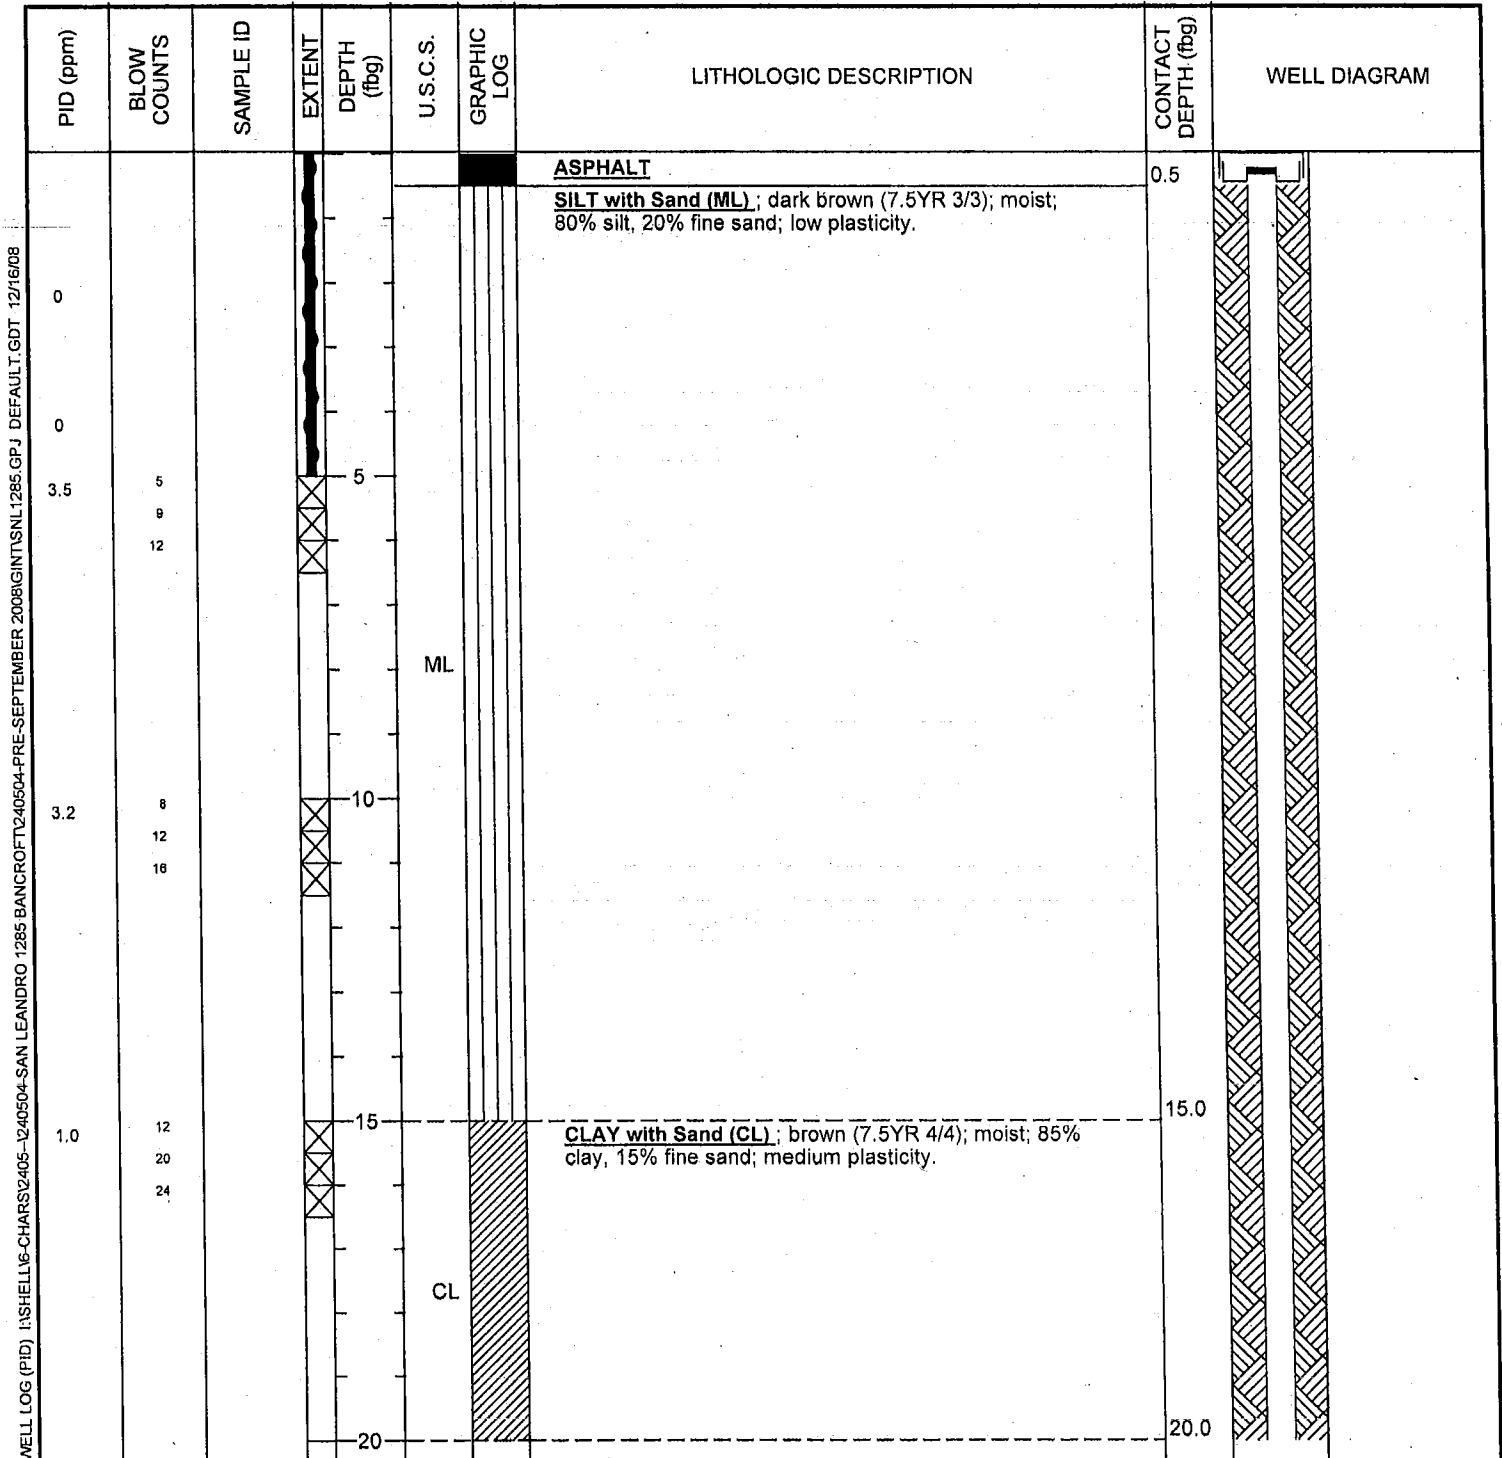 PID (ppm)
BLOW
COUNTS
SAMPLE ID
EXTENT
DEPTH
(fbg)
U.S.C.S.
GRAPHIC
LOG
LITHOLOGIC DESCRIPTION
CONTACT
DEPTH (fbg)
WELL DIAGRAM
ASPHALT
0.5
SILT with Sand (ML) ; dark brown (7.5YR 3/3); moist;
80% silt, 20% fine sand; low plasticity.
0
0
5
3.5
5
9
12
ML
10
3.2
8
12
16
15
15.0
1.0
12
20
24
CLAY with Sand (CL) ; brown (7.5YR 4/4); moist; 85%
clay, 15% fine sand; medium plasticity.
CL
20
20.0
WELL LOG (PID) I:\SHELL\6-CHARS\2405--\240504-SAN LEANDRO 1285 BANCROFT\240504-PRE-SEPTEMBER 2008\GINT\SNL1285.GPJ DEFAULT.GDT 12/16/08